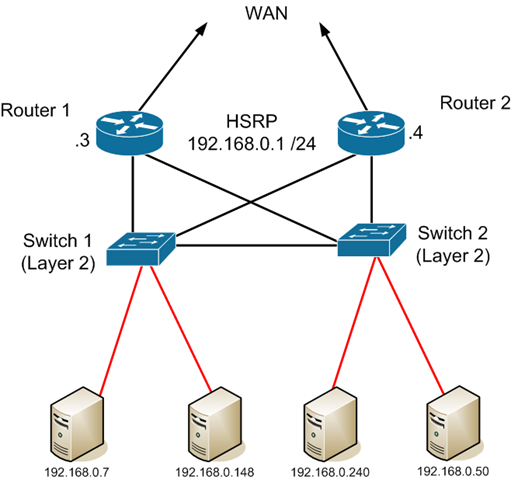 WAN
Router 1
Router 2
HSRP
192.168.0.1 /24
.3
.4
Switch 1
(Layer 2)
Switch 2
(Layer 2)
192.168.0.7
192.168.0.148
192.168.0.240
192.168.0.50